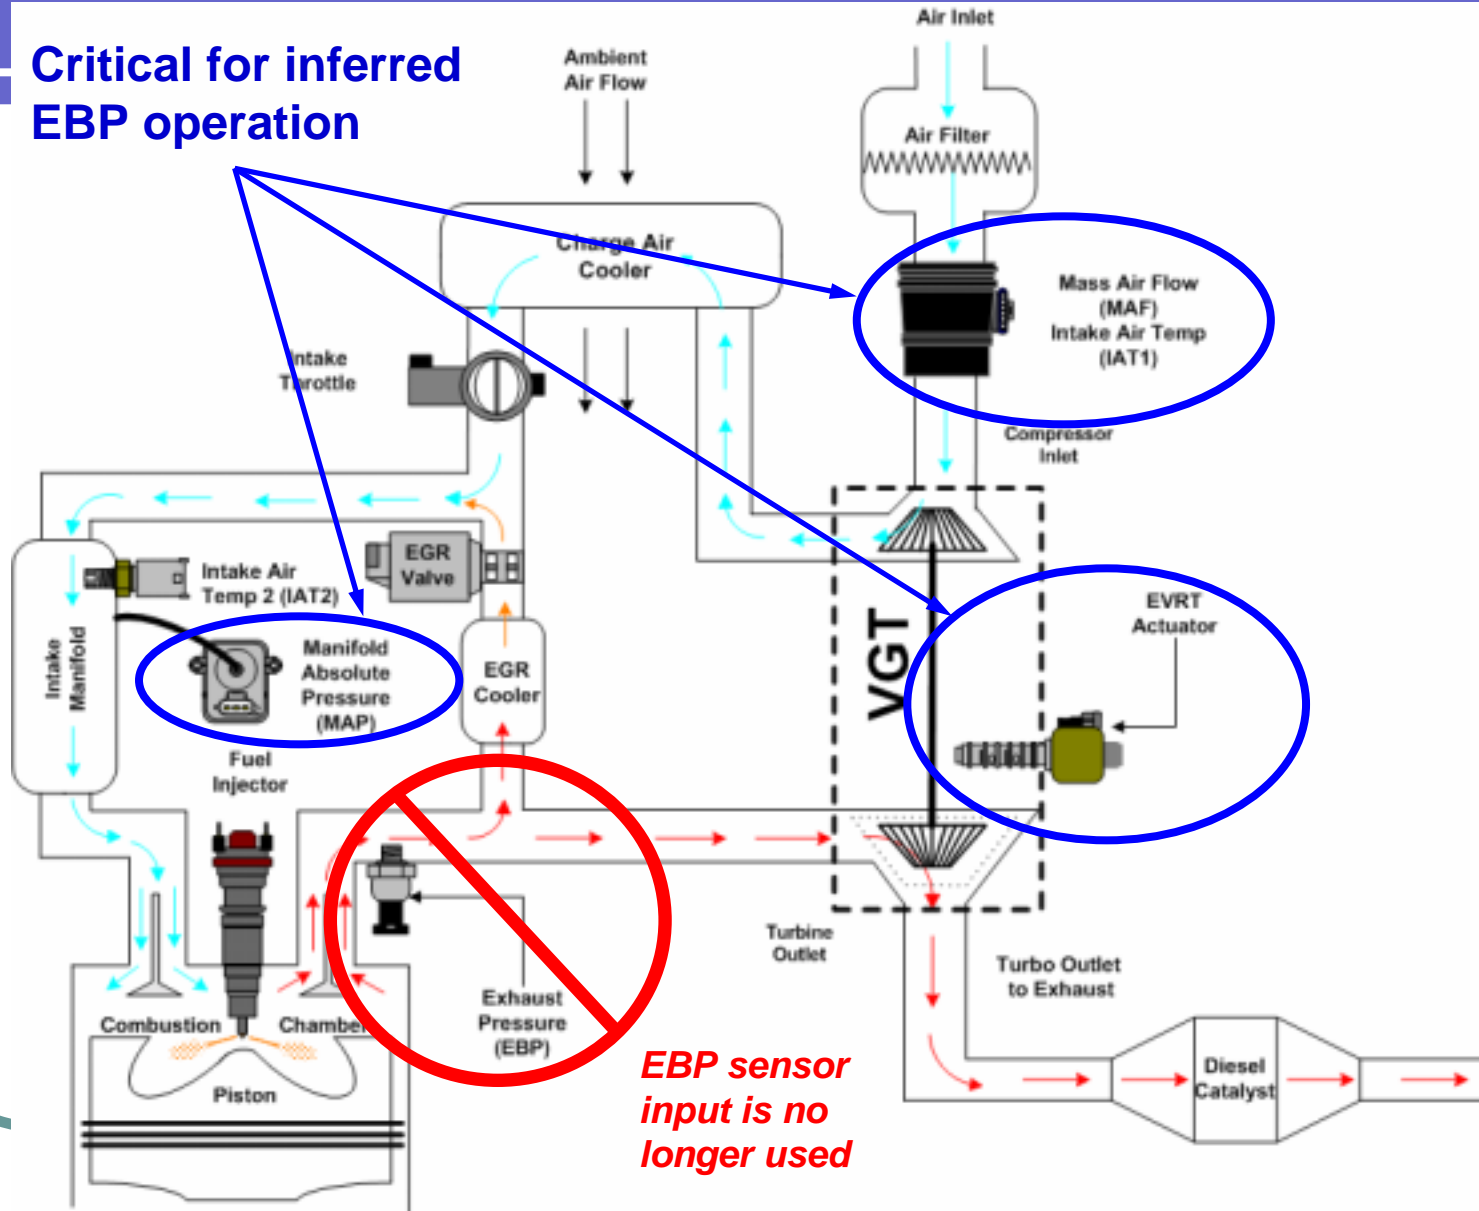 Critical for inferred
EBP operation
Ambient
Air Flow
Air Inlet
Air Filter
Charge Air
Cooler
Mass Air Flow
(MAF)
Intake Air Temp
(IAT1)
Intake
Throttle
Compressor
Inlet
EGR
Valve
Intake Air
Temp 2 (IAT2)
EVRT
Actuator
VGT
Intake
Manifold
Manifold
Absolute
Pressure
(MAP)
EGR
Cooler
Fuel
Injector
Turbine
Outlet
Turbo Outlet
to Exhaust
Exhaust
Pressure
(EBP)
Combustion Chamber
Piston
EBP sensor
input is no
longer used
Diesel
Catalyst